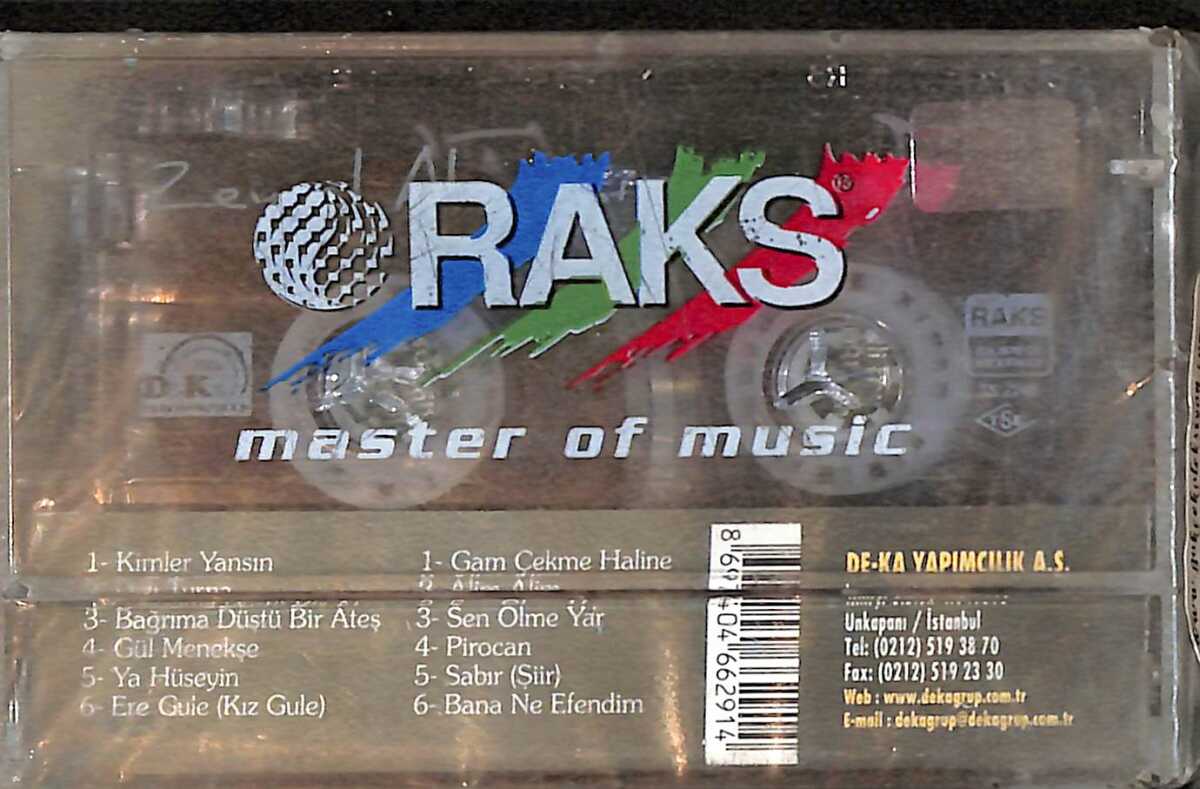 RAKS®
RAKS
master of music
1- Kimler Yansın
3- Bağrıma Düştü Bir Ateş
4- Gül Menekşe
5- Ya Hüseyin
6- Ere Gule (Kız Gule)
1- Gam Çekme Haline
3- Sen Ölme Yar
4- Pirocan
5- Sabır (Şiir)
6- Bana Ne Efendim
8 697404 662914
DE-KA YAPIMCILIK A.Ş.
Unkapanı / İstanbul
Tel: (0212) 519 38 70
Fax: (0212) 519 23 30
Web : www.dekagrup.com.tr
E-mail : dekagrup@dekagrup.com.tr